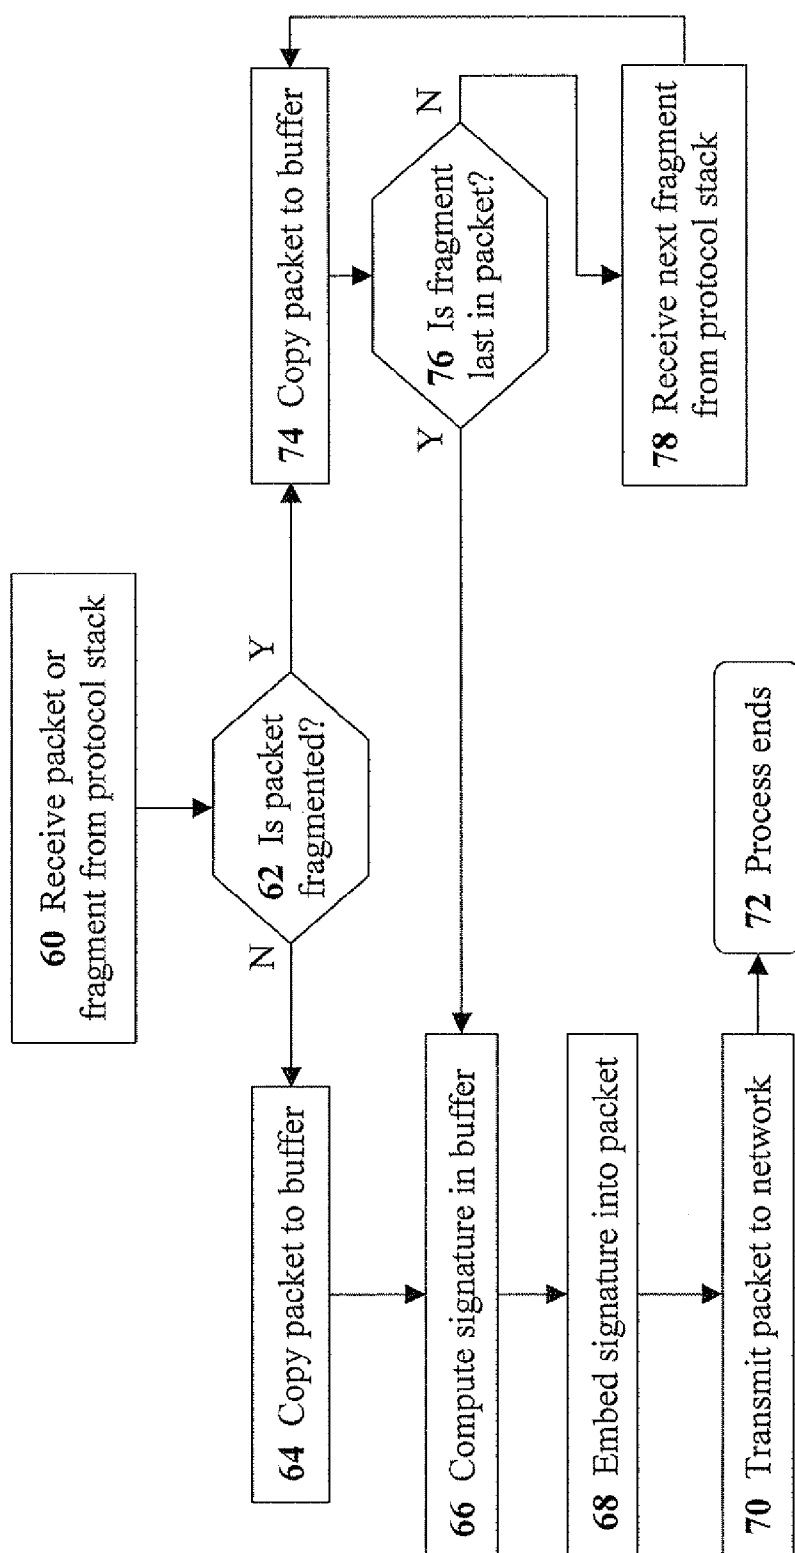 60 Receive packet or
fragment from protocol stack
62 Is packet
fragmented?
N
Y
64 Copy packet to buffer
74 Copy packet to buffer
66 Compute signature in buffer
Y
76 Is fragment
last in packet?
N
68 Embed signature into packet
78 Receive next fragment
from protocol stack
70 Transmit packet to network
72 Process ends